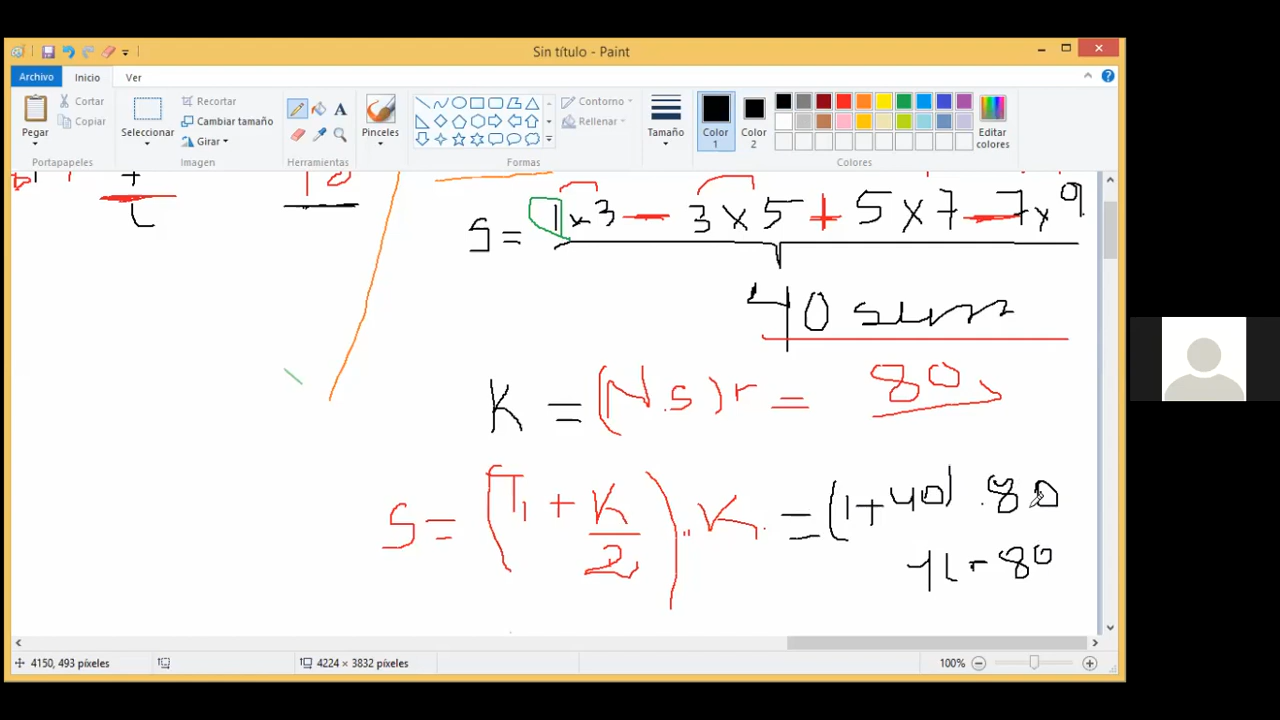 Sin título - Paint
Archivo Inicio Ver
Pegar Cortar Copiar Portapapeles
Seleccionar Recortar Cambiar tamaño Girar Imagen
A Herramientas
Pinceles
Contorno Rellenar Formas
Tamaño
Color 1 Color 2 Editar colores Colores
S = 1x3 − 3x5 + 5x7 − 7x9
40 sum
K = (N.s) r = 80
S = (T1 + K/2) . K = (1+40) . 80
41 - 80
4150, 493 píxeles 4224 × 3832 píxeles 100%